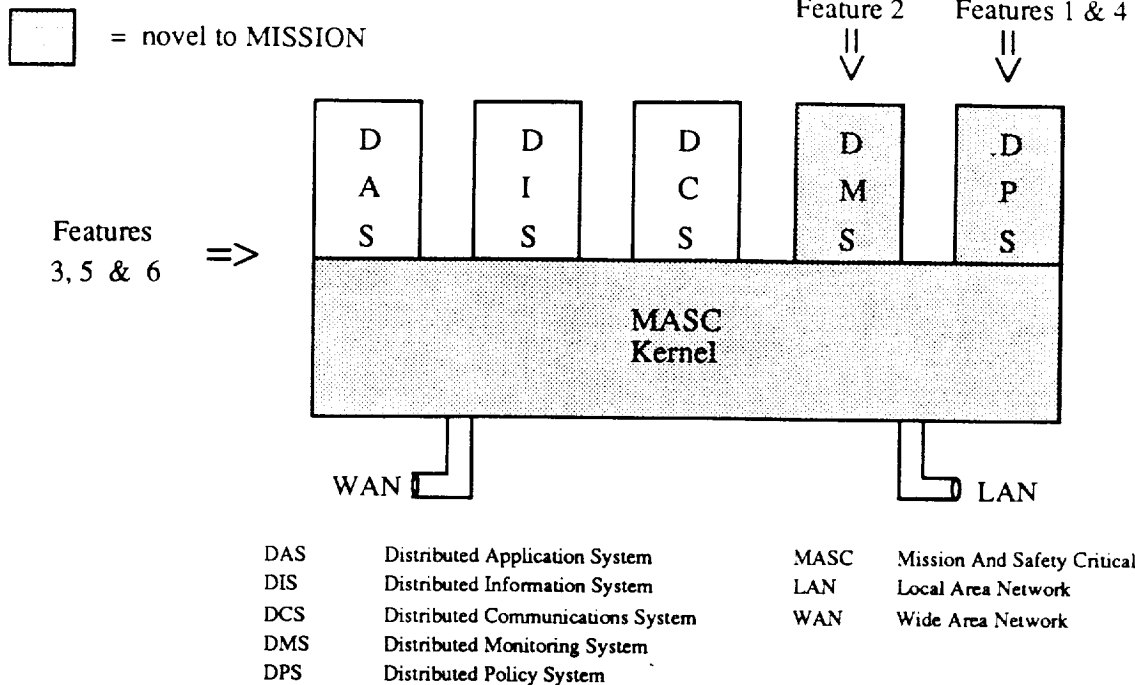 Feature 2 Features 1 & 4
= novel to MISSION
D A S
D I S
D C S
D M S
D P S
Features
3, 5 & 6 =>
MASC
Kernel
WAN LAN
DAS Distributed Application System
DIS Distributed Information System
DCS Distributed Communications System
DMS Distributed Monitoring System
DPS Distributed Policy System
MASC Mission And Safety Critical
LAN Local Area Network
WAN Wide Area Network